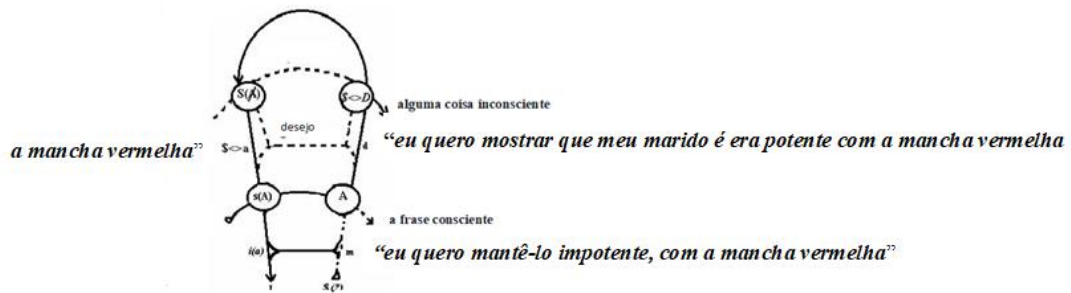 S(A̸)
$◇D
alguma coisa inconsciente
desejo
"eu quero mostrar que meu marido é era potente com a mancha vermelha
a mancha vermelha”
$◇a
d
s(A)
A
a frase consciente
i(a)
m
"eu quero mantê-lo impotente, com a mancha vermelha”